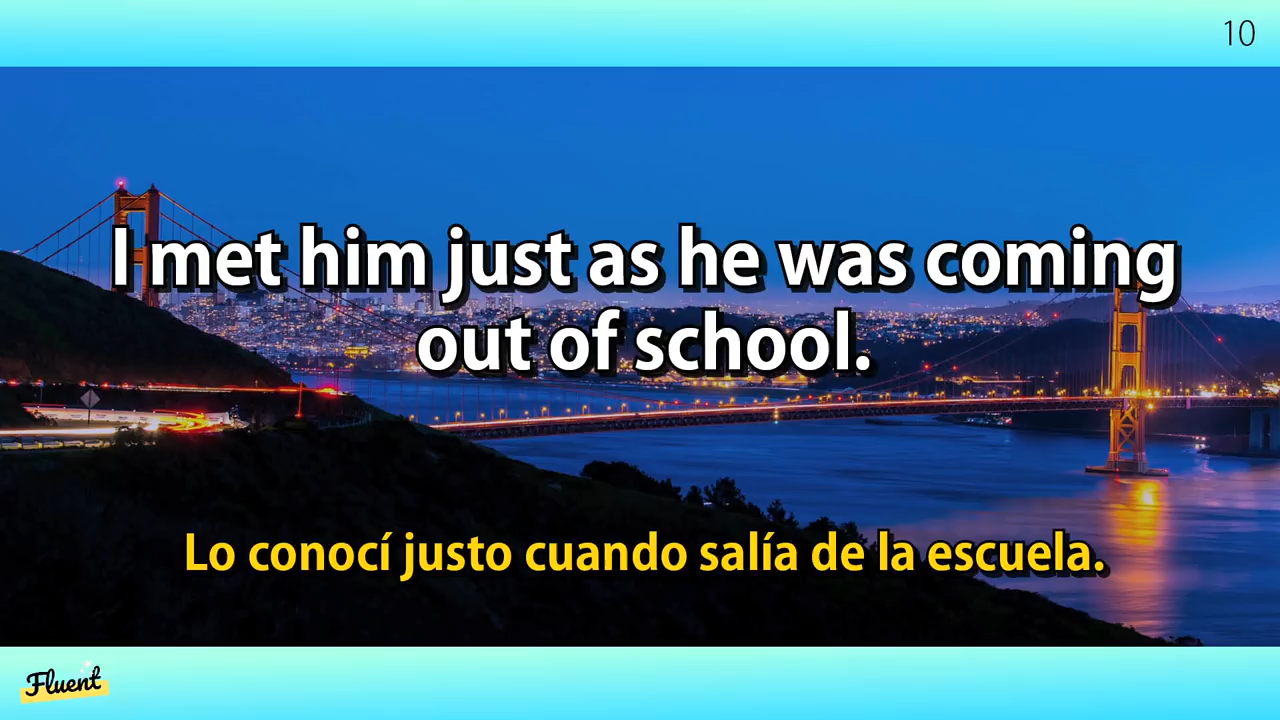 10
I met him just as he was coming
out of school.
Lo conocí justo cuando salía de la escuela.
Fluent